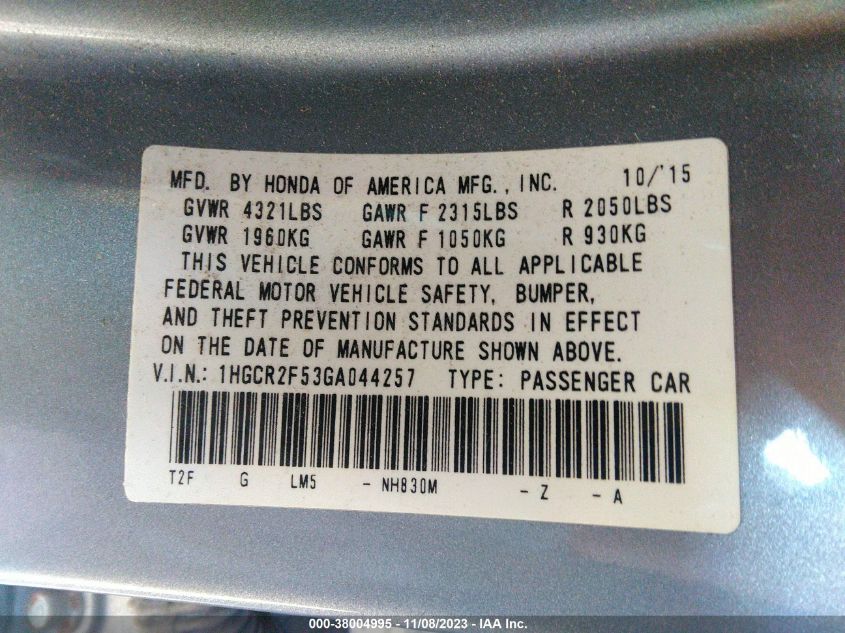 MFD. BY HONDA OF AMERICA MFG., INC. 10/'15
GVWR 4321LBS GAWR F 2315LBS R 2050LBS
GVWR 1960KG GAWR F 1050KG R 930KG
THIS VEHICLE CONFORMS TO ALL APPLICABLE
FEDERAL MOTOR VEHICLE SAFETY, BUMPER,
AND THEFT PREVENTION STANDARDS IN EFFECT
ON THE DATE OF MANUFACTURE SHOWN ABOVE.
V.I.N.: 1HGCR2F53GA044257 TYPE: PASSENGER CAR
T2F G LM5 - NH830M - Z - A
000-38004995 - 11/08/2023 - IAA Inc.